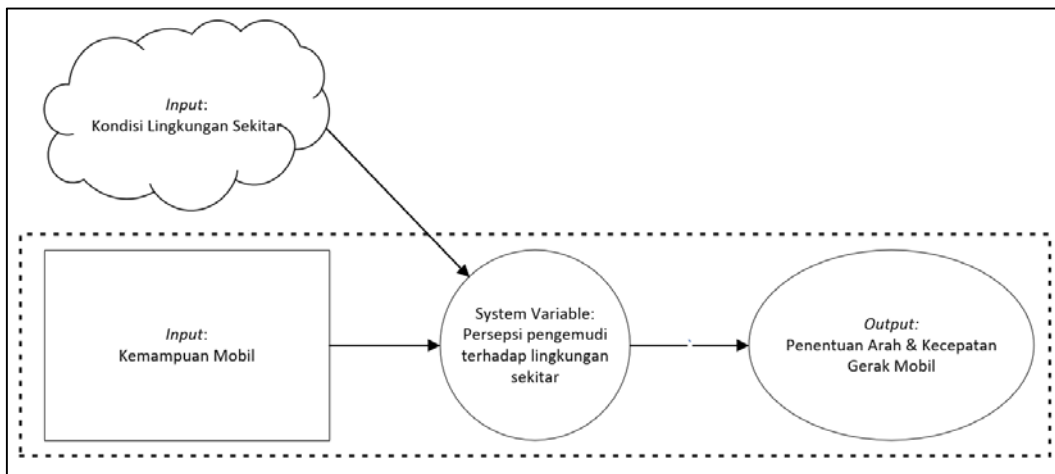 Input:
Kondisi Lingkungan Sekitar
Input:
Kemampuan Mobil
System Variable:
Persepsi pengemudi
terhadap lingkungan
sekitar
Output:
Penentuan Arah & Kecepatan
Gerak Mobil